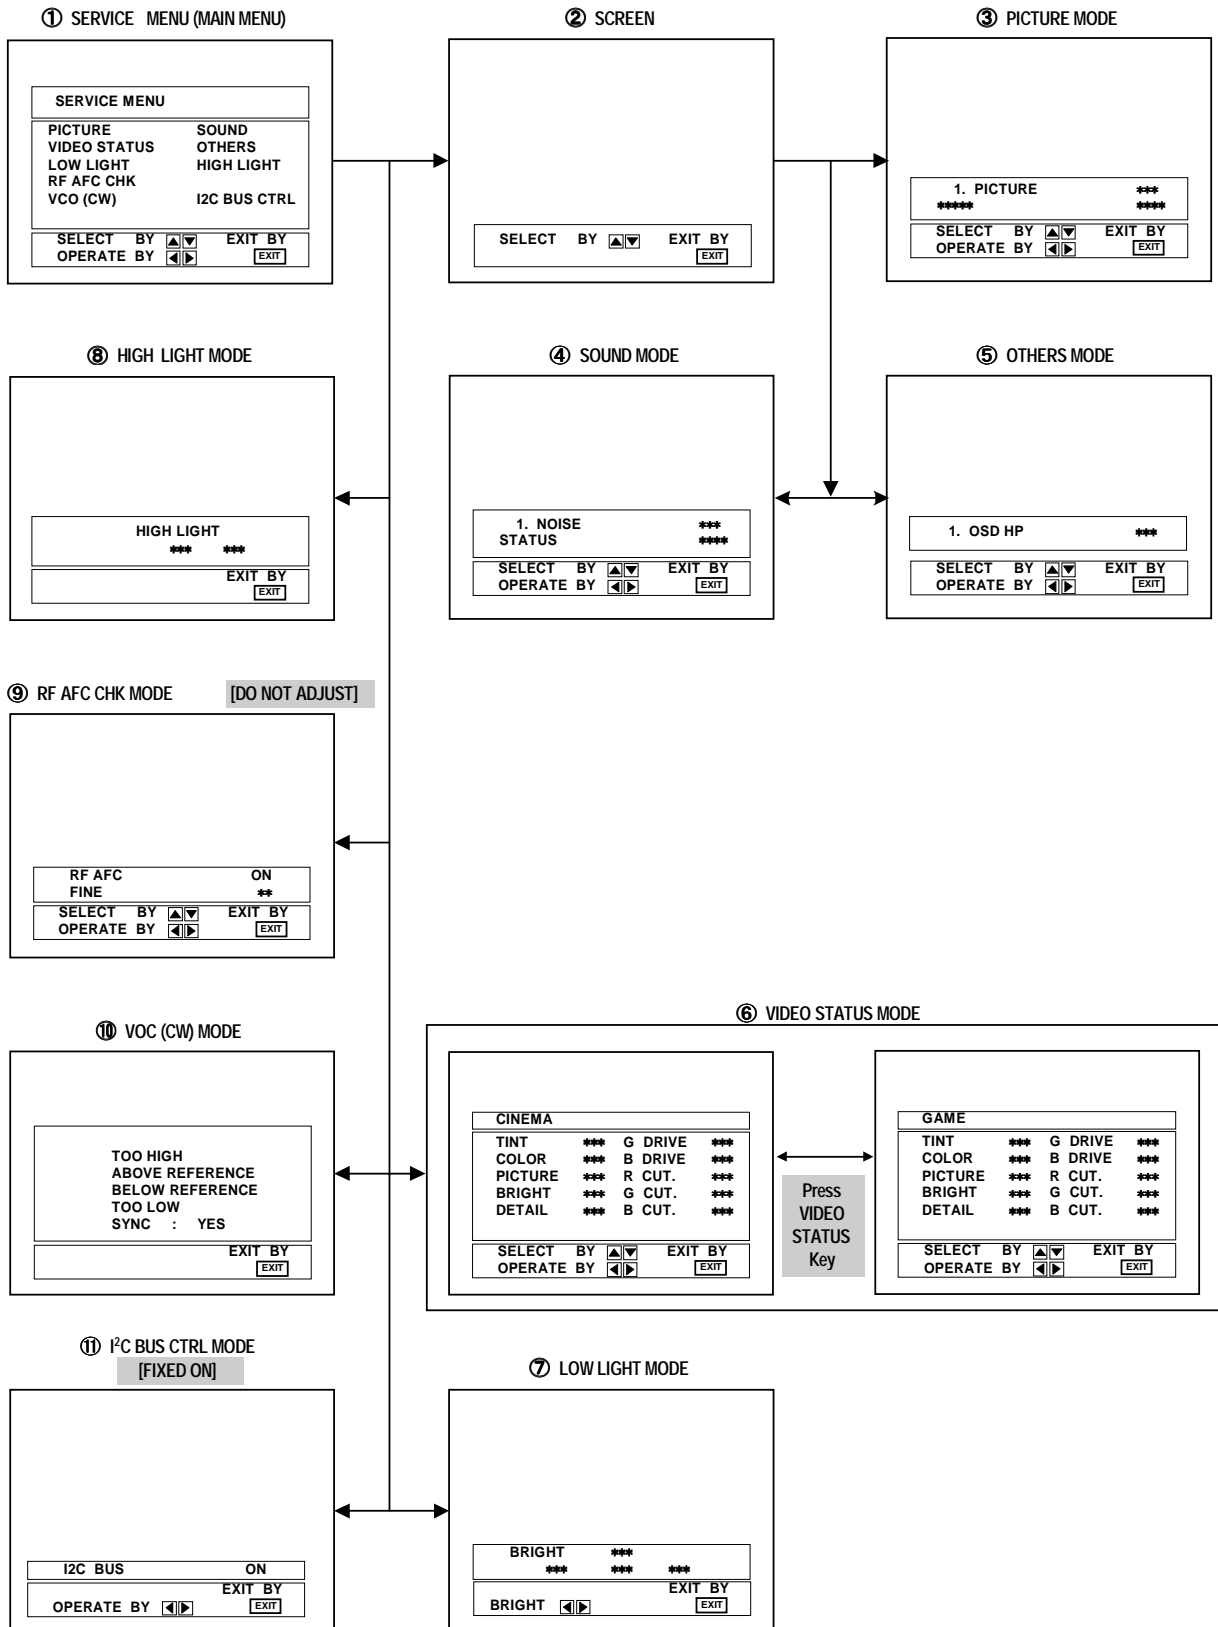 ① SERVICE MENU (MAIN MENU)
SERVICE MENU
PICTURE SOUND
VIDEO STATUS OTHERS
LOW LIGHT HIGH LIGHT
RF AFC CHK
VCO (CW) I2C BUS CTRL
SELECT BY ▲▼ EXIT BY
OPERATE BY ◀▶ EXIT
② SCREEN
SELECT BY ▲▼ EXIT BY
EXIT
③ PICTURE MODE
1. PICTURE ***
***** ****
SELECT BY ▲▼ EXIT BY
OPERATE BY ◀▶ EXIT
⑧ HIGH LIGHT MODE
HIGH LIGHT
*** ***
EXIT BY
EXIT
④ SOUND MODE
1. NOISE ***
STATUS ****
SELECT BY ▲▼ EXIT BY
OPERATE BY ◀▶ EXIT
⑤ OTHERS MODE
1. OSD HP ***
SELECT BY ▲▼ EXIT BY
OPERATE BY ◀▶ EXIT
⑨ RF AFC CHK MODE [DO NOT ADJUST]
RF AFC ON
FINE **
SELECT BY ▲▼ EXIT BY
OPERATE BY ◀▶ EXIT
⑩ VOC (CW) MODE
TOO HIGH
ABOVE REFERENCE
BELOW REFERENCE
TOO LOW
SYNC : YES
EXIT BY
EXIT
⑥ VIDEO STATUS MODE
CINEMA
TINT *** G DRIVE ***
COLOR *** B DRIVE ***
PICTURE *** R CUT. ***
BRIGHT *** G CUT. ***
DETAIL *** B CUT. ***
SELECT BY ▲▼ EXIT BY
OPERATE BY ◀▶ EXIT
Press
VIDEO
STATUS
Key
GAME
TINT *** G DRIVE ***
COLOR *** B DRIVE ***
PICTURE *** R CUT. ***
BRIGHT *** G CUT. ***
DETAIL *** B CUT. ***
SELECT BY ▲▼ EXIT BY
OPERATE BY ◀▶ EXIT
⑪ I²C BUS CTRL MODE
[FIXED ON]
I2C BUS ON
EXIT BY
OPERATE BY ◀▶ EXIT
⑦ LOW LIGHT MODE
BRIGHT ***
*** *** ***
EXIT BY
BRIGHT ◀▶ EXIT